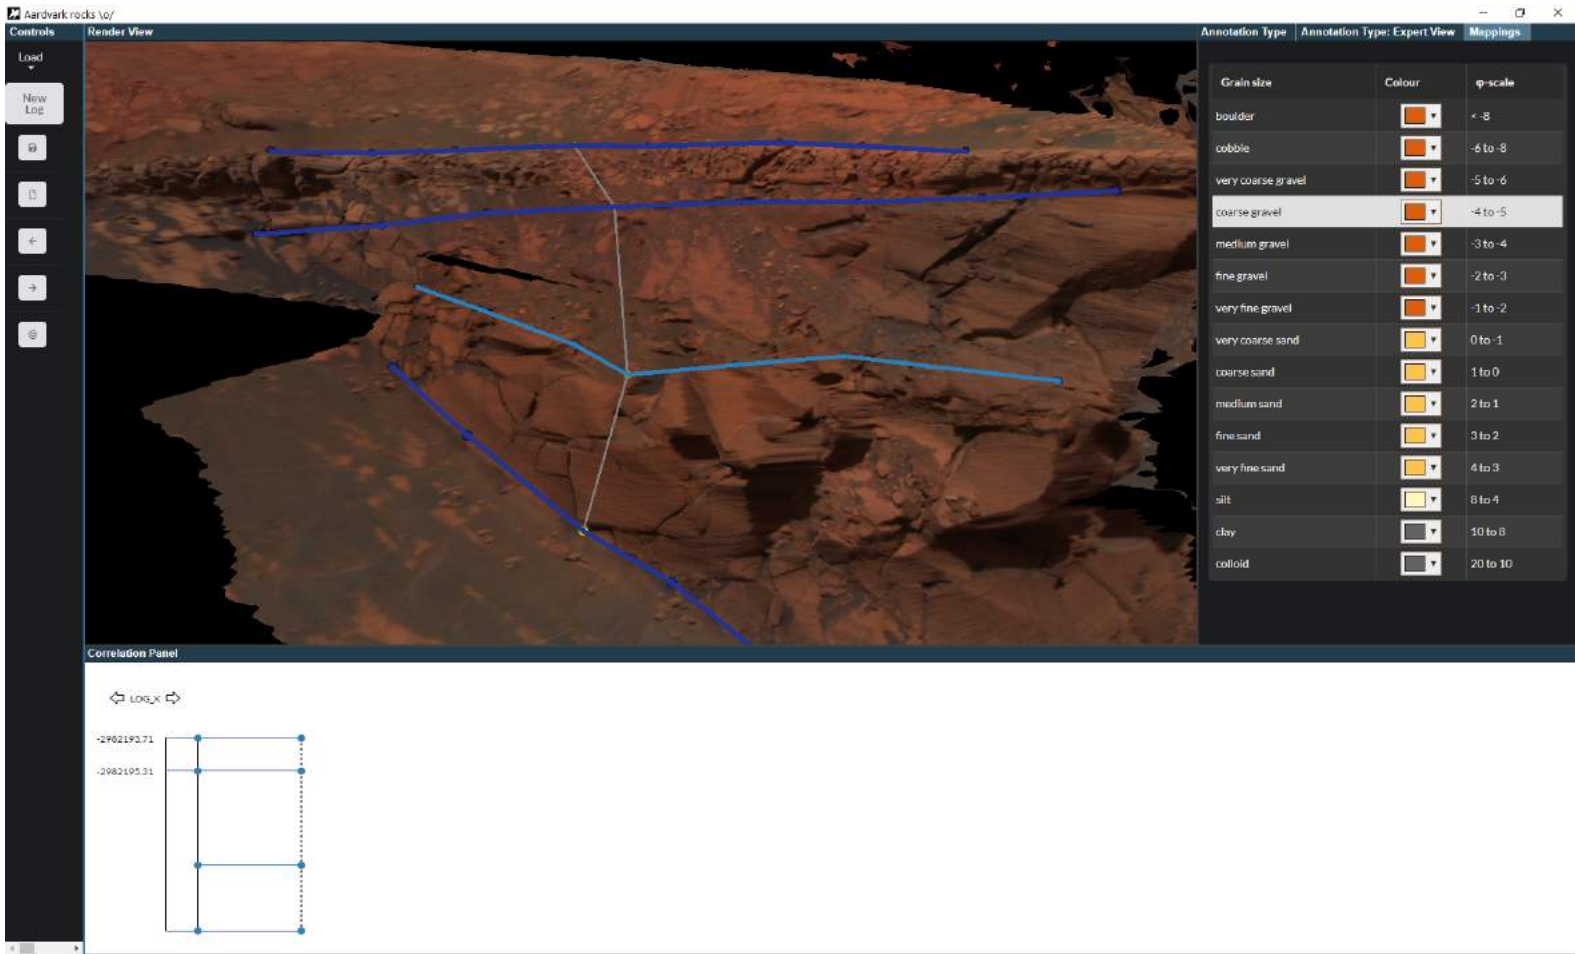 Aardvark rocks \o/
Controls
Render View
Annotation Type
Annotation Type: Expert View
Mappings
Load
New
Log
Grain size Colour φ-scale
boulder < -8
cobble -6 to -8
very coarse gravel -5 to -6
coarse gravel -4 to -5
medium gravel -3 to -4
fine gravel -2 to -3
very fine gravel -1 to -2
very coarse sand 0 to -1
coarse sand 1 to 0
medium sand 2 to 1
fine sand 3 to 2
very fine sand 4 to 3
silt 8 to 4
clay 10 to 8
colloid 20 to 10
Correlation Panel
LOG_X
-2982193.71
-2982195.31